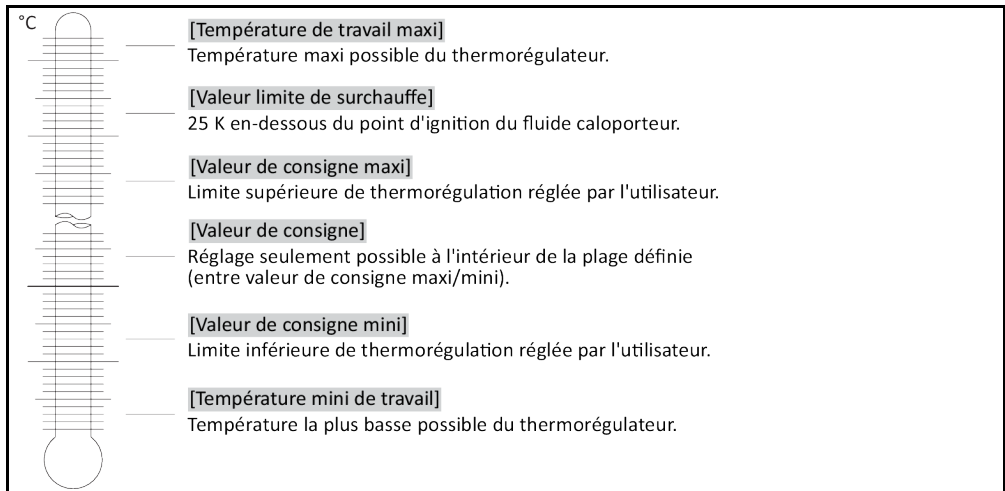 °C
[Température de travail maxi]
Température maxi possible du thermorégulateur.
[Valeur limite de surchauffe]
25 K en-dessous du point d'ignition du fluide caloporteur.
[Valeur de consigne maxi]
Limite supérieure de thermorégulation réglée par l'utilisateur.
[Valeur de consigne]
Réglage seulement possible à l'intérieur de la plage définie
(entre valeur de consigne maxi/mini).
[Valeur de consigne mini]
Limite inférieure de thermorégulation réglée par l'utilisateur.
[Température mini de travail]
Température la plus basse possible du thermorégulateur.